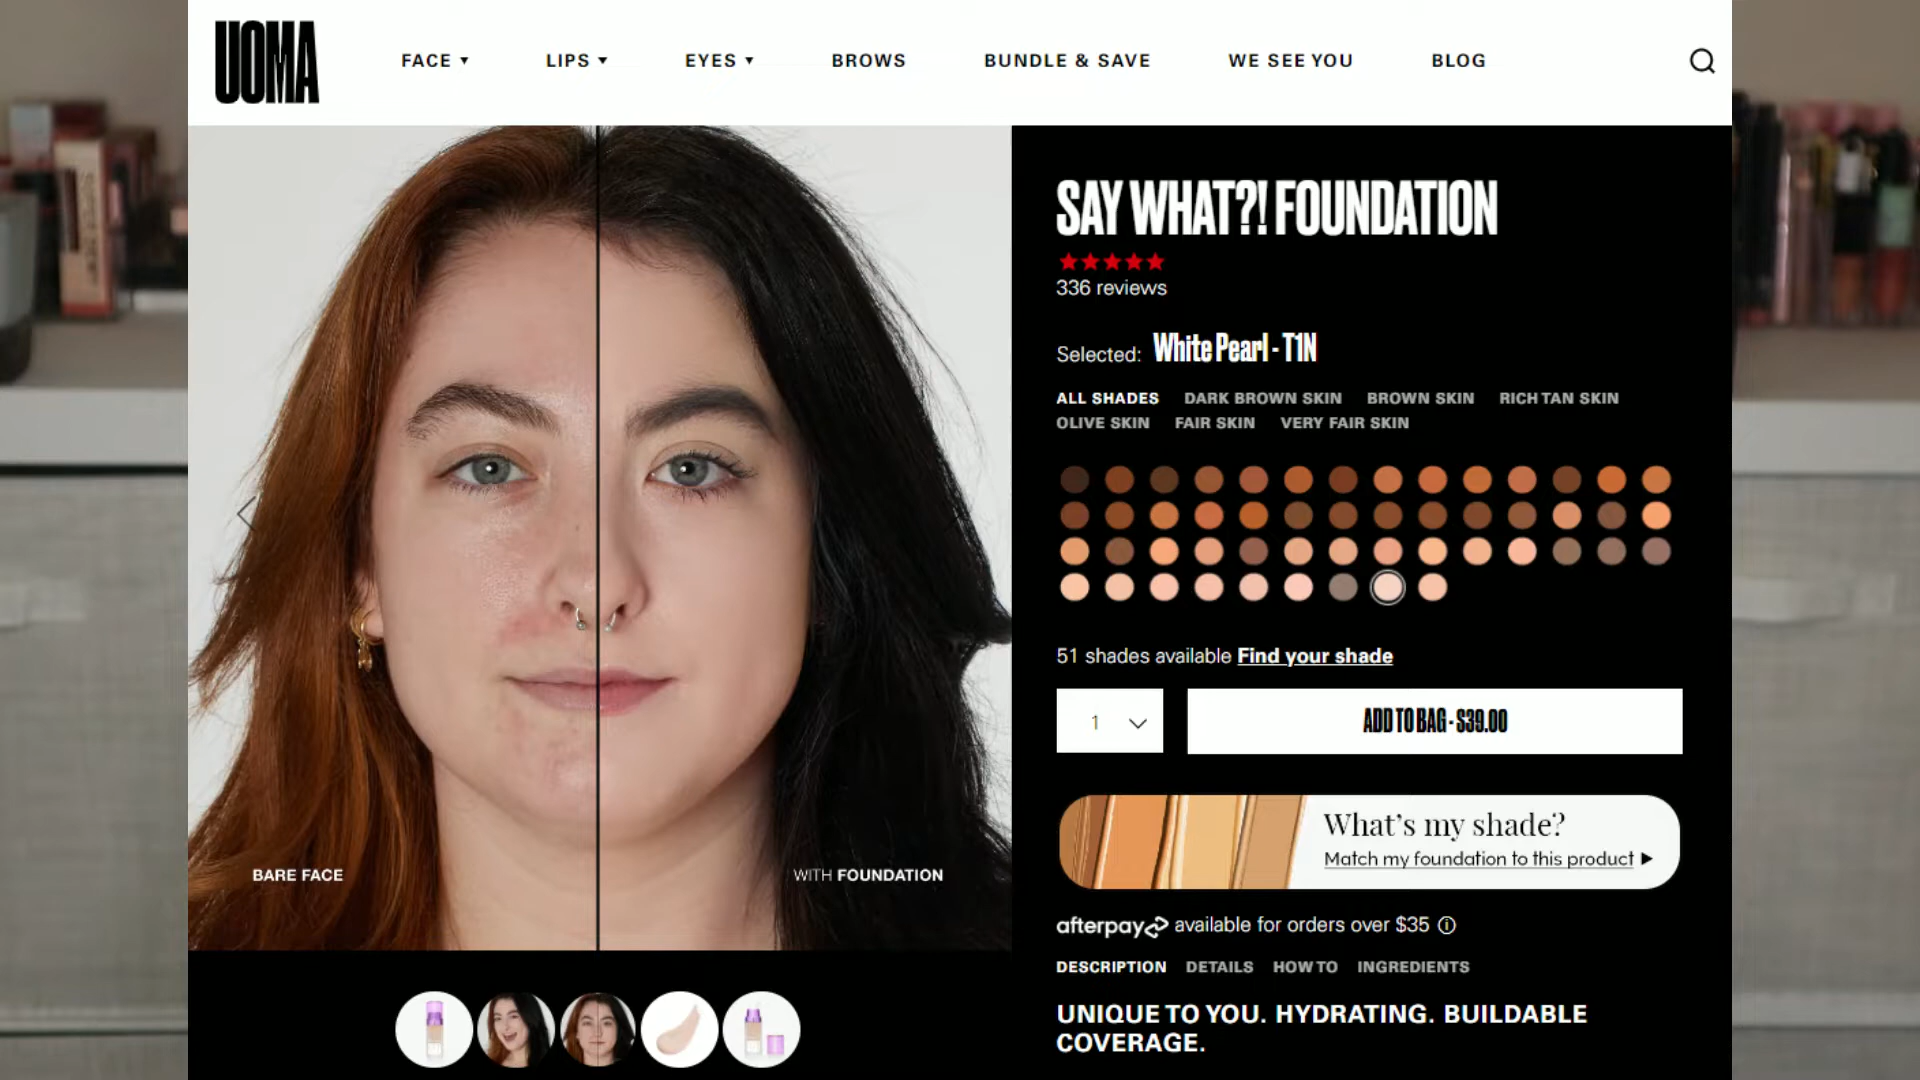 UOMA
FACE ▾ LIPS ▾ EYES ▾ BROWS BUNDLE & SAVE WE SEE YOU BLOG
SAY WHAT?! FOUNDATION
336 reviews
Selected: White Pearl - T1N
ALL SHADES DARK BROWN SKIN BROWN SKIN RICH TAN SKIN
OLIVE SKIN FAIR SKIN VERY FAIR SKIN
51 shades available Find your shade
1
ADD TO BAG - $39.00
What's my shade?
Match my foundation to this product ▶
BARE FACE
WITH FOUNDATION
afterpay available for orders over $35
DESCRIPTION DETAILS HOW TO INGREDIENTS
UNIQUE TO YOU. HYDRATING. BUILDABLE
COVERAGE.